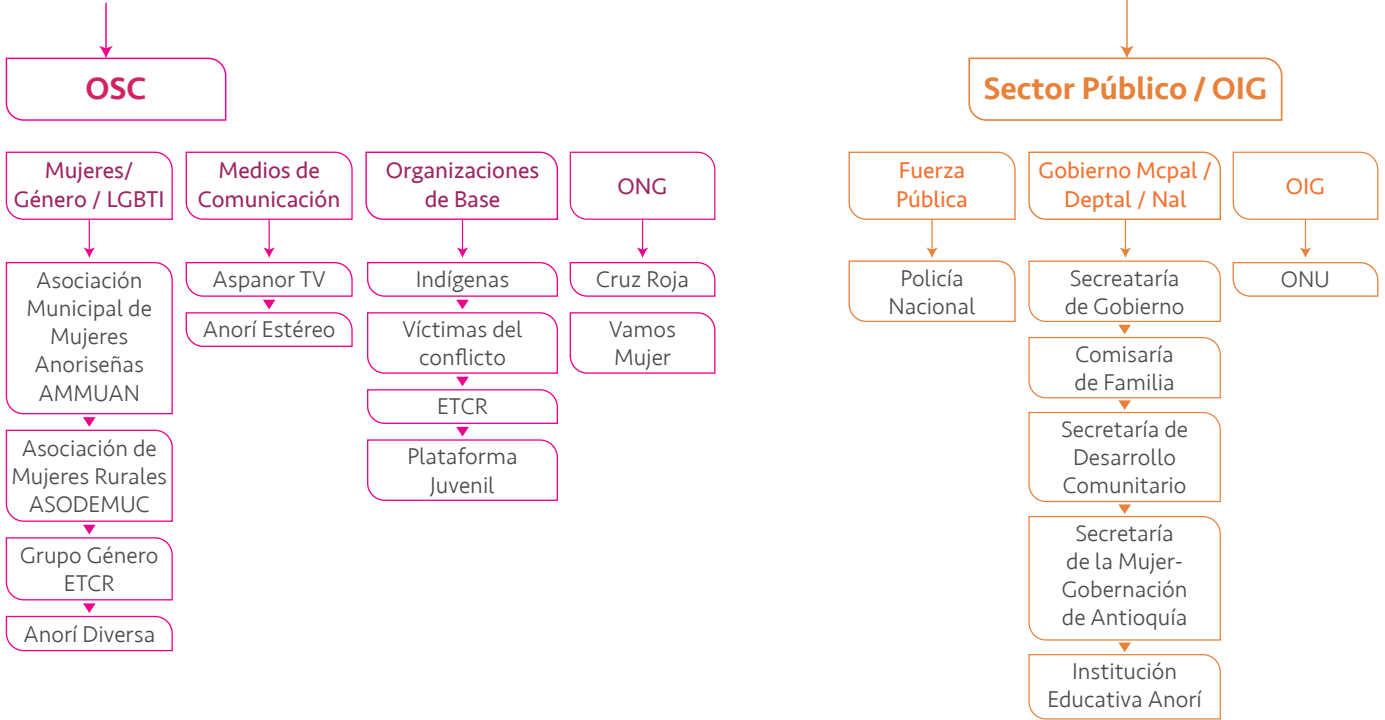 OSC
Mujeres/
Género / LGBTI
Asociación
Municipal de
Mujeres
Anoriseñas
AMMUAN
Asociación de
Mujeres Rurales
ASODEMUC
Grupo Género
ETCR
Anorí Diversa
Medios de
Comunicación
Aspanor TV
Anorí Estéreo
Organizaciones
de Base
Indígenas
Víctimas del
conflicto
ETCR
Plataforma
Juvenil
ONG
Cruz Roja
Vamos
Mujer
Sector Público / OIG
Fuerza
Pública
Policía
Nacional
Gobierno Mcpal /
Deptal / Nal
Secreataría
de Gobierno
Comisaría
de Familia
Secretaría de
Desarrollo
Comunitario
Secretaría
de la Mujer-
Gobernación
de Antioquía
Institución
Educativa Anorí
OIG
ONU